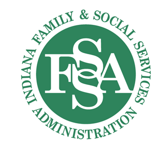 INDIANA FAMILY & SOCIAL SERVICES
ADMINISTRATION
FSSA